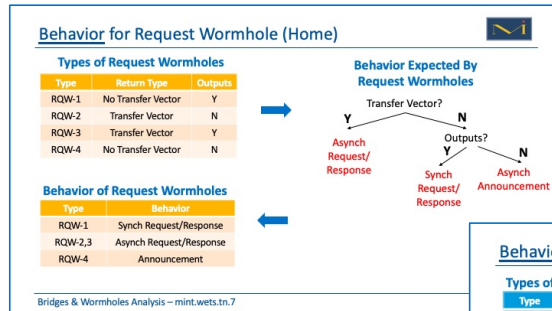 Behavior for Request Wormhole (Home)
Types of Request Wormholes
Type Return Type Outputs
RQW-1 No Transfer Vector Y
RQW-2 Transfer Vector N
RQW-3 Transfer Vector Y
RQW-4 No Transfer Vector N
Behavior Expected By
Request Wormholes
Transfer Vector?
Y N
Asynch
Request/
Response
Outputs?
Y N
Synch
Request/
Response
Asynch
Announcement
Behavior of Request Wormholes
Type Behavior
RQW-1 Synch Request/Response
RQW-2,3 Asynch Request/Response
RQW-4 Announcement
Bridges & Wormholes Analysis – mint.wets.tn.7
Types of
Type